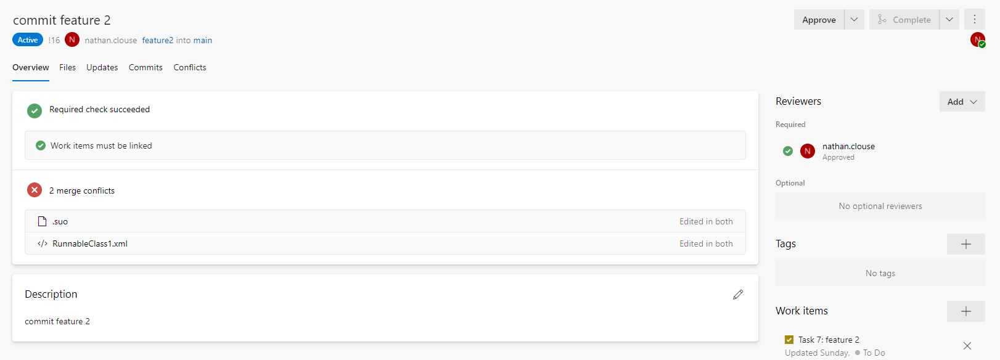 commit feature 2
Approve
Complete
Active !16 N nathan.clouse feature2 into main
N
Overview Files Updates Commits Conflicts
Required check succeeded
Work items must be linked
2 merge conflicts
.suo Edited in both
</> RunnableClass1.xml Edited in both
Description
commit feature 2
Reviewers Add
Required
N nathan.clouse
Approved
Optional
No optional reviewers
Tags
No tags
Work items
Task 7: feature 2
Updated Sunday, To Do